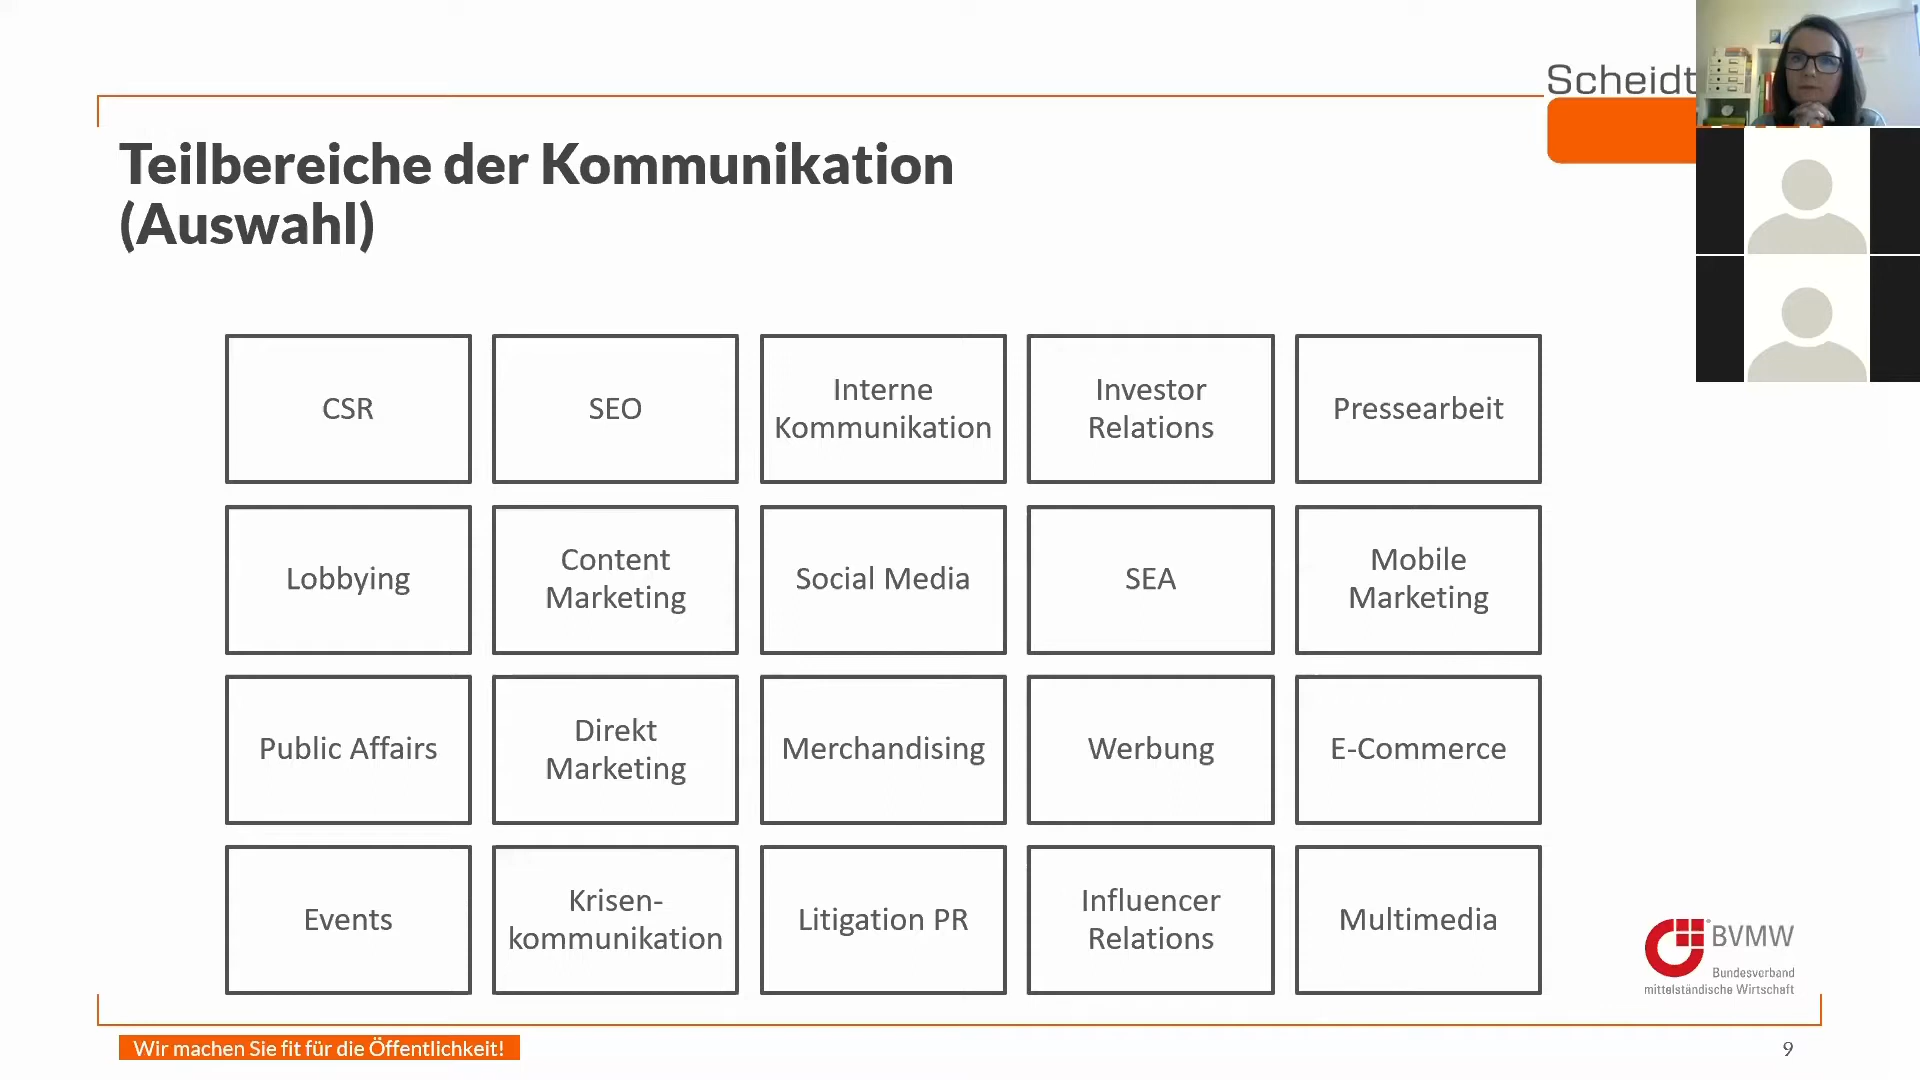 Scheidt
Teilbereiche der Kommunikation
(Auswahl)
CSR
SEO
Interne
Kommunikation
Investor
Relations
Pressearbeit
Lobbying
Content
Marketing
Social Media
SEA
Mobile
Marketing
Public Affairs
Direkt
Marketing
Merchandising
Werbung
E-Commerce
Events
Krisen-
kommunikation
Litigation PR
Influencer
Relations
Multimedia
BVMW
Bundesverband
mittelständische Wirtschaft
Wir machen Sie fit für die Öffentlichkeit!
9